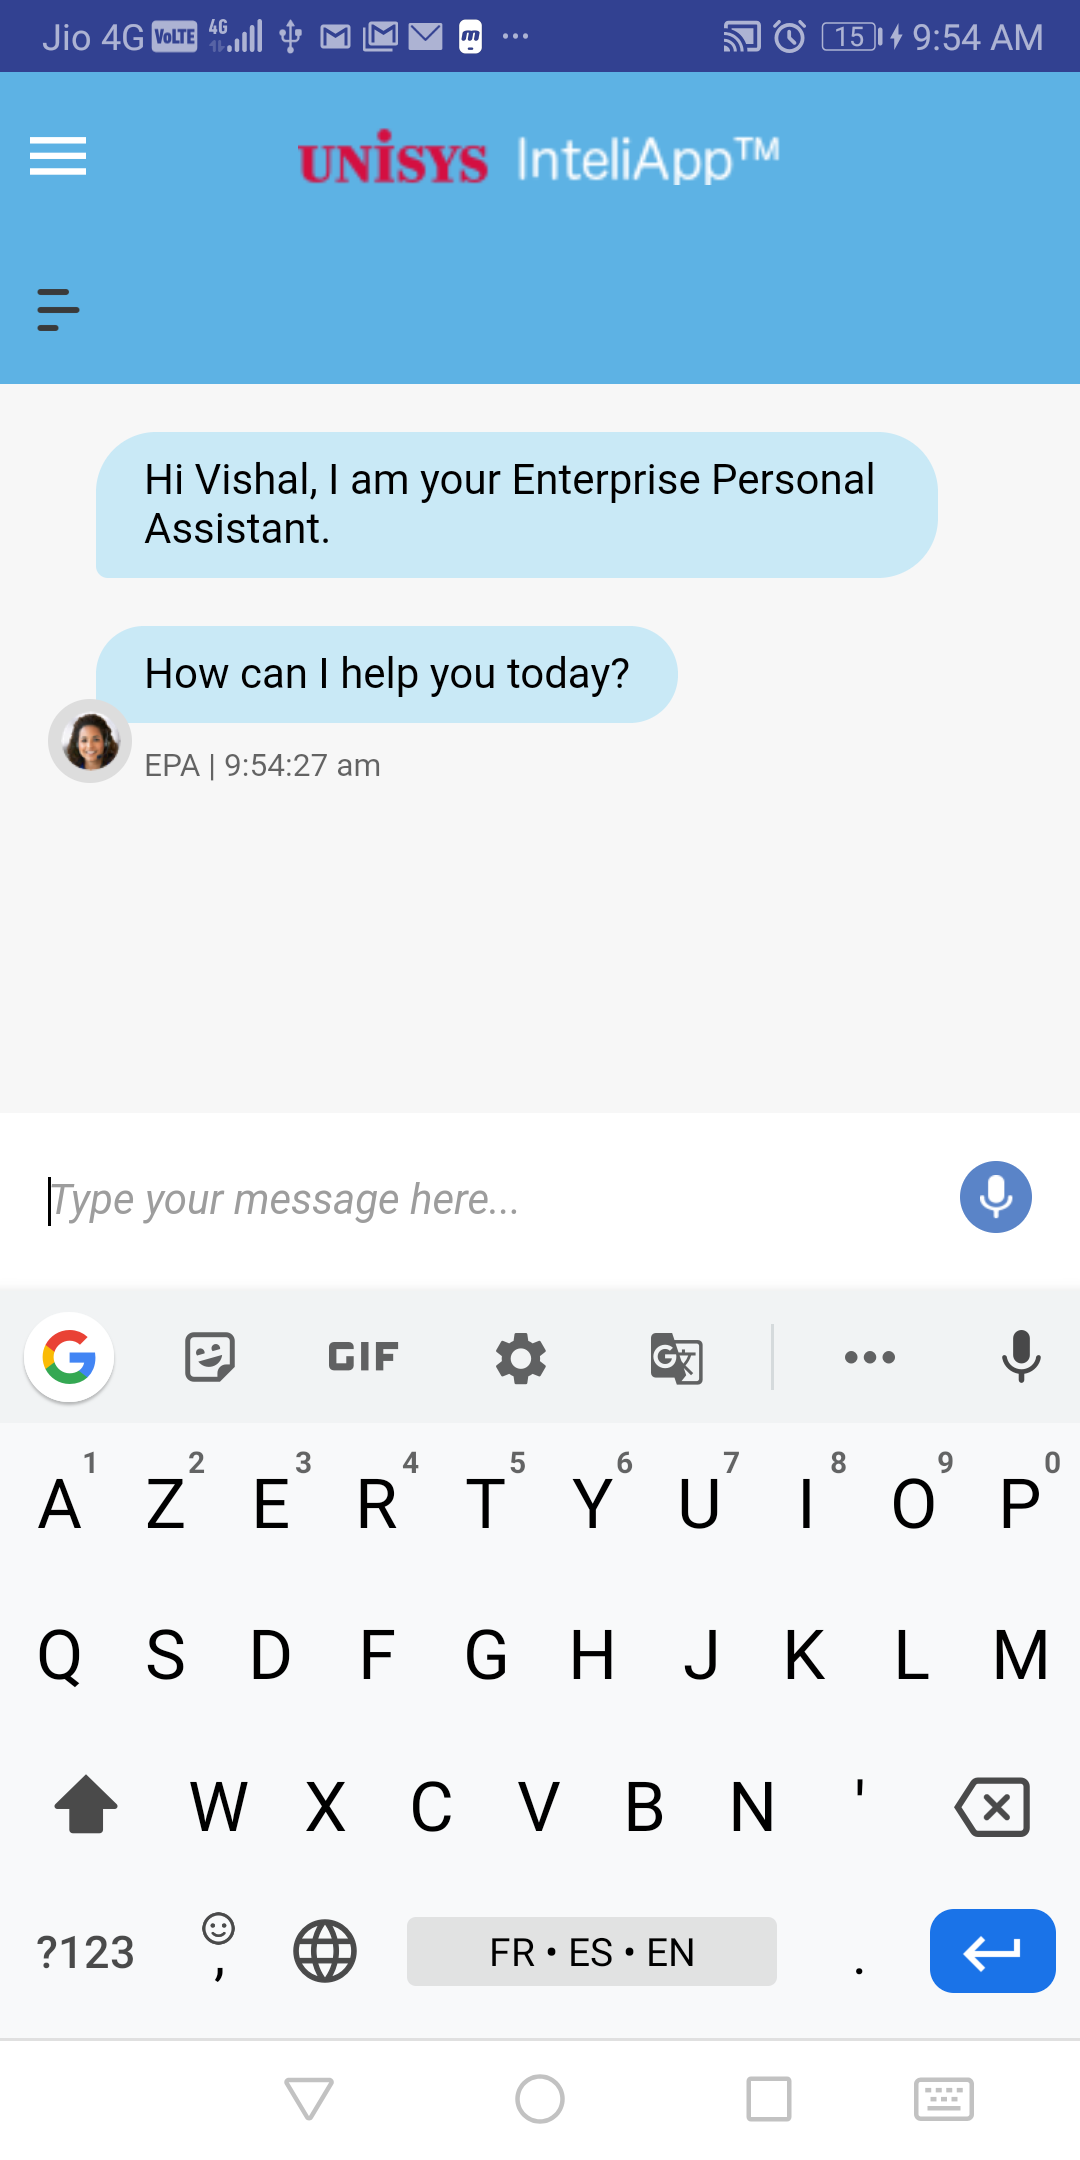 Jio 4G VoLTE 4G 15 9:54 AM
UNiSYS InteliApp™
Hi Vishal, I am your Enterprise Personal
Assistant.
How can I help you today?
EPA | 9:54:27 am
Type your message here...
G GIF G 文
A 1 Z 2 E 3 R 4 T 5 Y 6 U 7 I 8 O 9 P 0
Q S D F G H J K L M
W X C V B N '
?123 , FR • ES • EN .